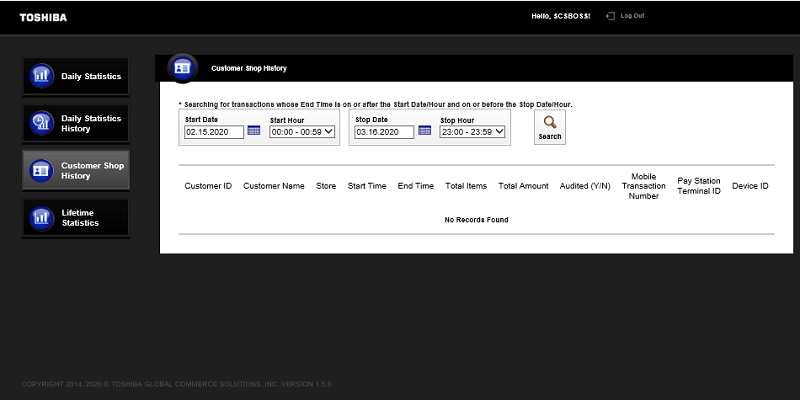 TOSHIBA
Hello, $CSBOSS!
Log Out
Daily Statistics
Daily Statistics
History
Customer Shop
History
Lifetime
Statistics
Customer Shop History
* Searching for transactions whose End Time is on or after the Start Date/Hour and on or before the Stop Date/Hour.
Start Date Start Hour Stop Date Stop Hour
02.15.2020 00:00 - 00:59 03.16.2020 23:00 - 23:59
Search
Customer ID Customer Name Store Start Time End Time Total Items Total Amount Audited (Y/N) Mobile Transaction Number Pay Station Terminal ID Device ID
No Records Found
COPYRIGHT 2014, 2020 © TOSHIBA GLOBAL COMMERCE SOLUTIONS, INC. VERSION 1.5.0